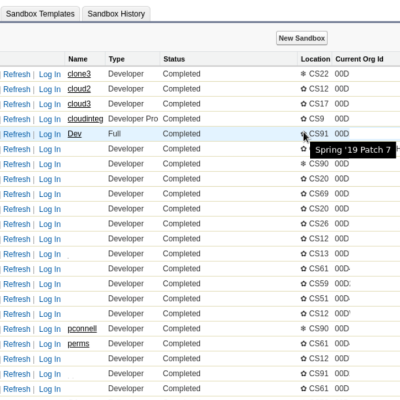 Sandbox Templates Sandbox History
New Sandbox
Name Type Status Location Current Org Id
Refresh | Log In clone3 Developer Completed CS22 00D
Refresh | Log In cloud2 Developer Completed CS12 00D
Refresh | Log In cloud3 Developer Completed CS17 00D
Refresh | Log In cloudinteg Developer Pro Completed CS9 00D
Refresh | Log In Dev Full Completed CS91 00D
Refresh | Log In Developer Completed
Spring '19 Patch 7
Refresh | Log In Developer Completed CS90 00D
Refresh | Log In Developer Completed CS20 00D
Refresh | Log In Developer Completed CS69 00D
Refresh | Log In Developer Completed CS20 00D
Refresh | Log In Developer Completed CS26 00D
Refresh | Log In Developer Completed CS12 00D
Refresh | Log In Developer Completed CS13 00D
Refresh | Log In Developer Completed CS61 00D
Refresh | Log In Developer Completed CS59 00D
Refresh | Log In Developer Completed CS51 00D
Refresh | Log In Developer Completed CS12 00D
Refresh | Log In pconnell Developer Completed CS90 00D
Refresh | Log In perms Developer Completed CS61 00D
Refresh | Log In Developer Completed CS12 00D
Refresh | Log In Developer Completed CS91 00D
Refresh | Log In Developer Completed CS61 00D